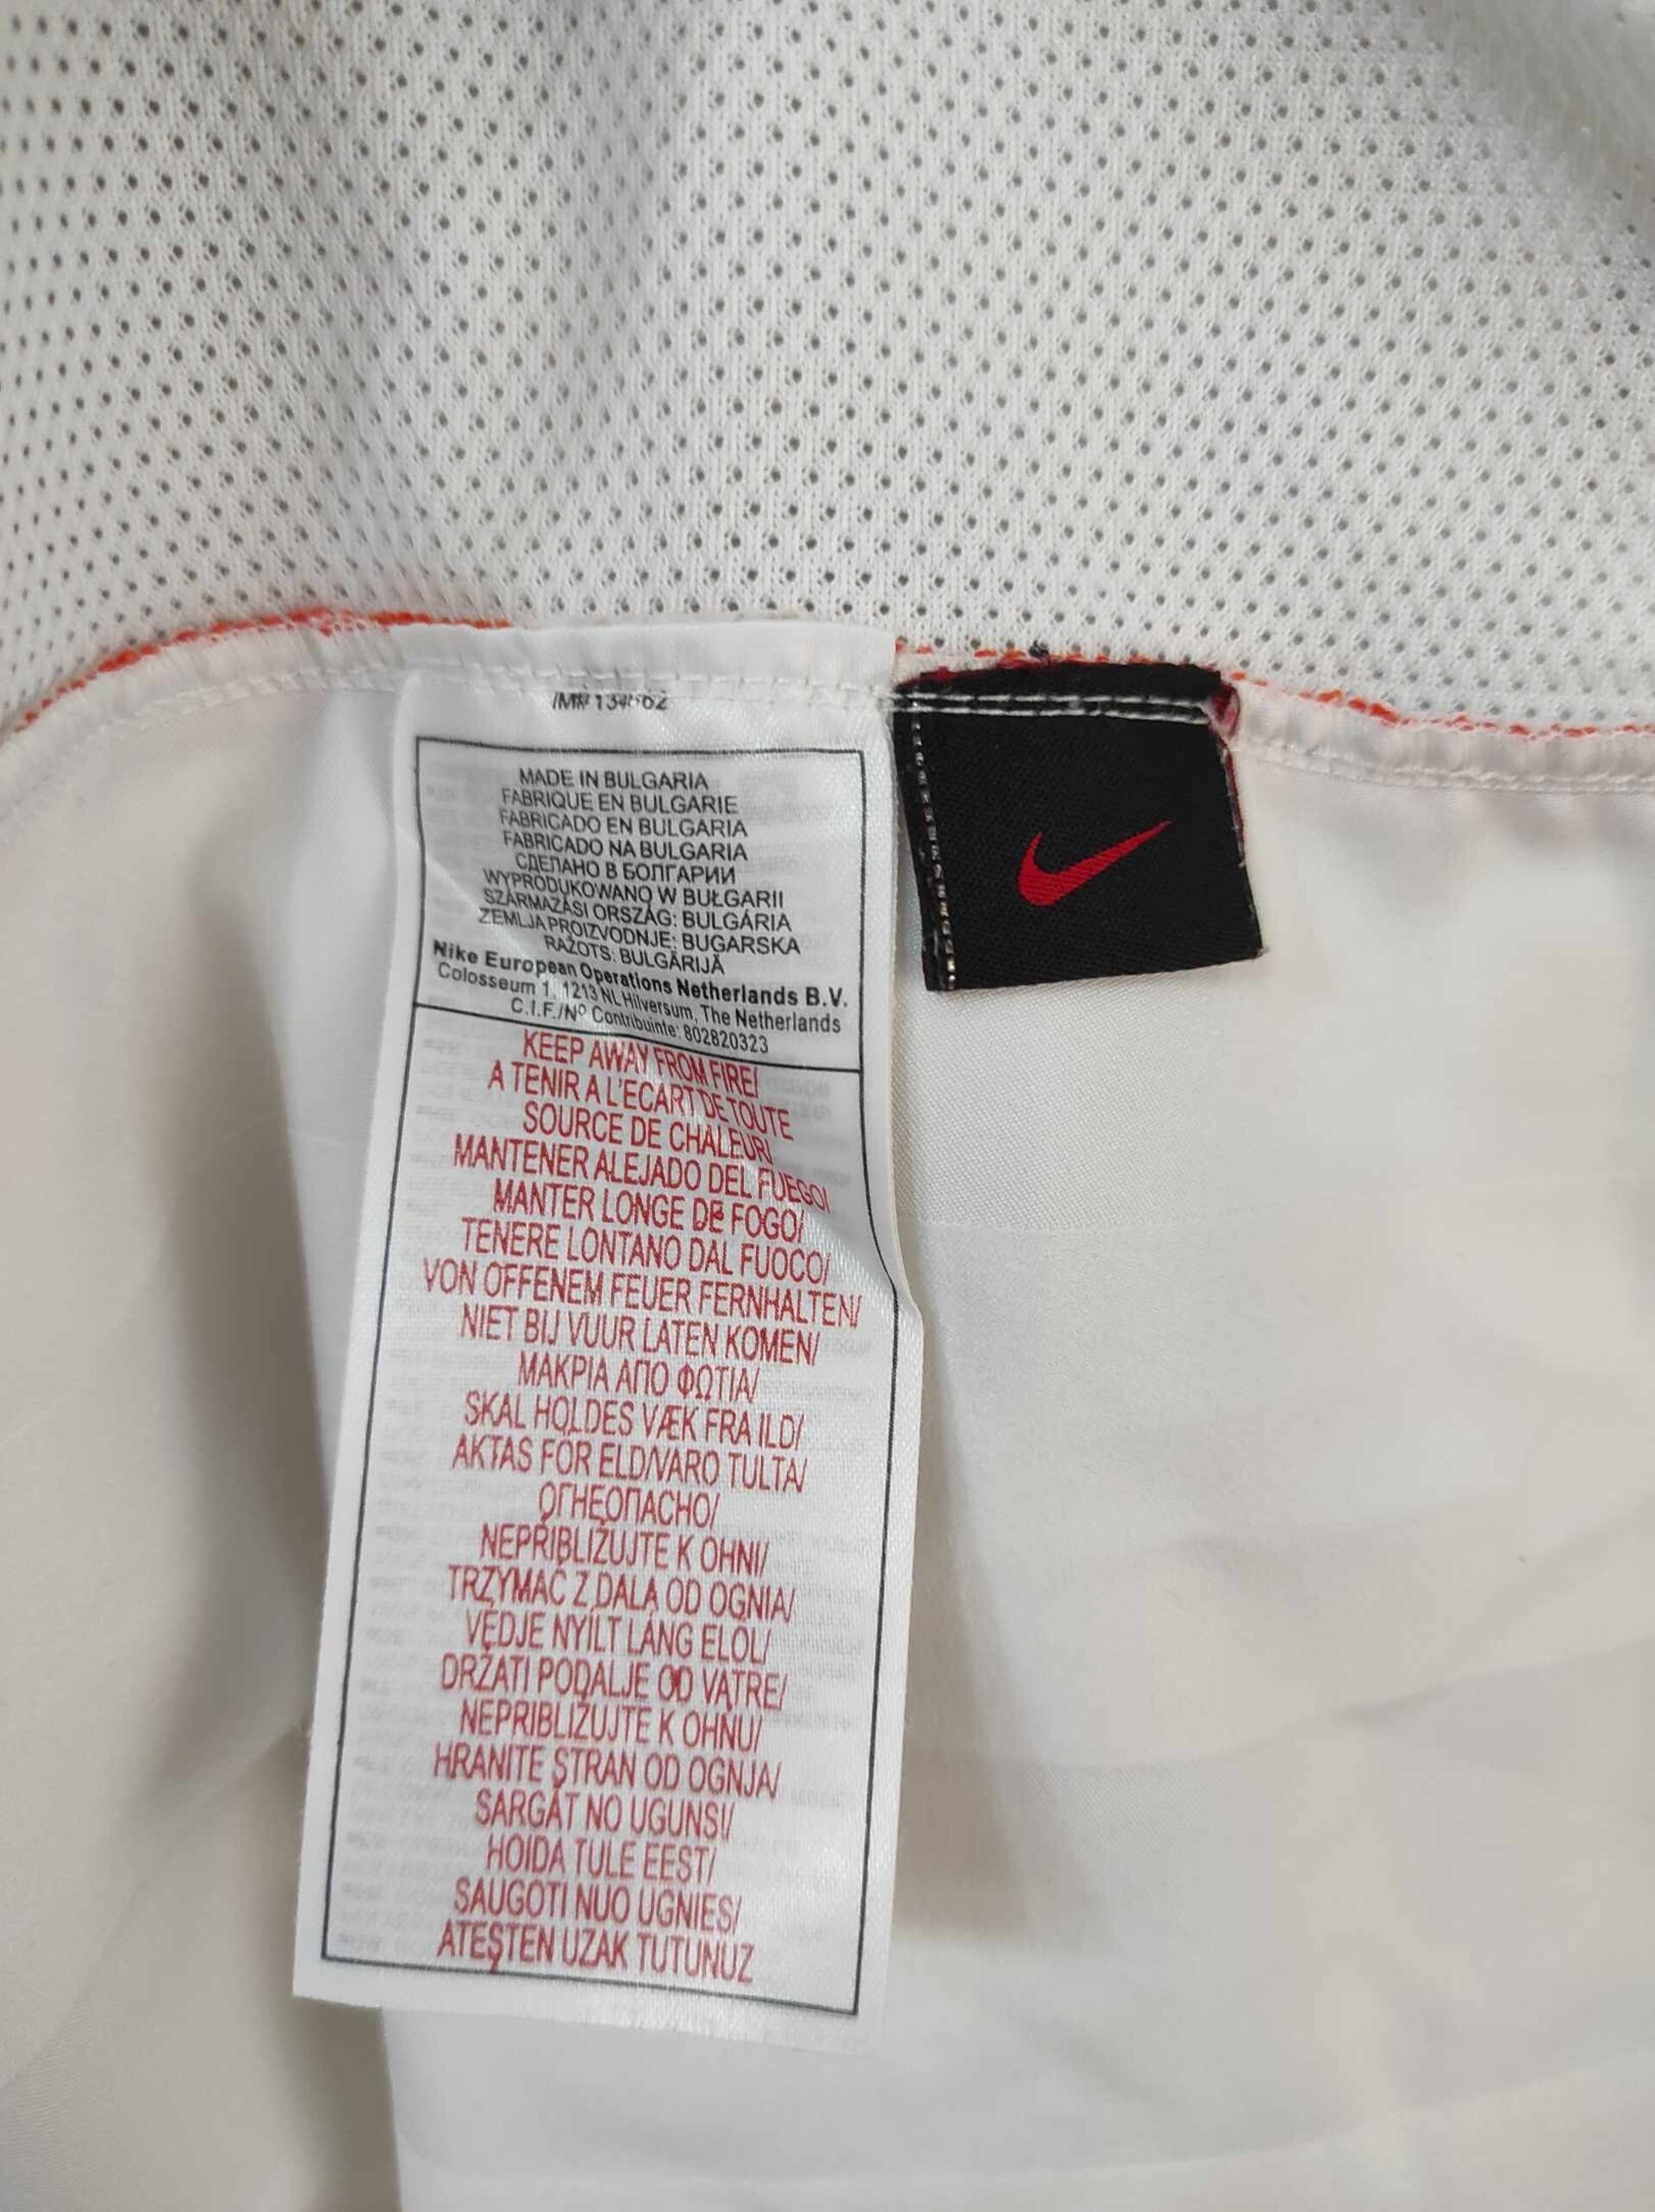 MADE IN BULGARIA
FABRIQUE EN BULGARIE
FABRICADO EN BULGARIA
FABRICADO NA BULGARIA
СДЕЛАНО В БОЛГАРИИ
WYPRODUKOWANO W BUŁGARII
SZÁRMAZÁSI ORSZÁG: BULGÁRIA
ZEMLJA PROIZVODNJE: BUGARSKA
RAŽOTS: BULGĀRIJĀ
Nike European Operations Netherlands B.V.
Colosseum 1, 1213 NL Hilversum, The Netherlands
C.I.F./Nº Contribuinte: 802820323
KEEP AWAY FROM FIRE/
A TENIR A L'ECART DE TOUTE
SOURCE DE CHALEUR/
MANTENER ALEJADO DEL FUEGO/
MANTER LONGE DE FOGO/
TENERE LONTANO DAL FUOCO/
VON OFFENEM FEUER FERNHALTEN/
NIET BIJ VUUR LATEN KOMEN/
ΜΑΚΡΙΑ ΑΠΟ ΦΩΤΙΑ/
SKAL HOLDES VÆK FRA ILD/
AKTAS FÖR ELD/VARO TULTA/
ОГНЕОПАСНО/
NEPŘIBLIŽUJTE K OHNI/
TRZYMAĆ Z DALA OD OGNIA/
VÉDJE NYÍLT LÁNG ELŐL/
DRŽATI PODALJE OD VATRE/
NEPRIBLIŽUJTE K OHŇU/
HRANITE STRAN OD OGNJA/
SARGĀT NO UGUNS/
HOIDA TULE EEST/
SAUGOTI NUO UGNIES/
ATEŞTEN UZAK TUTUNUZ